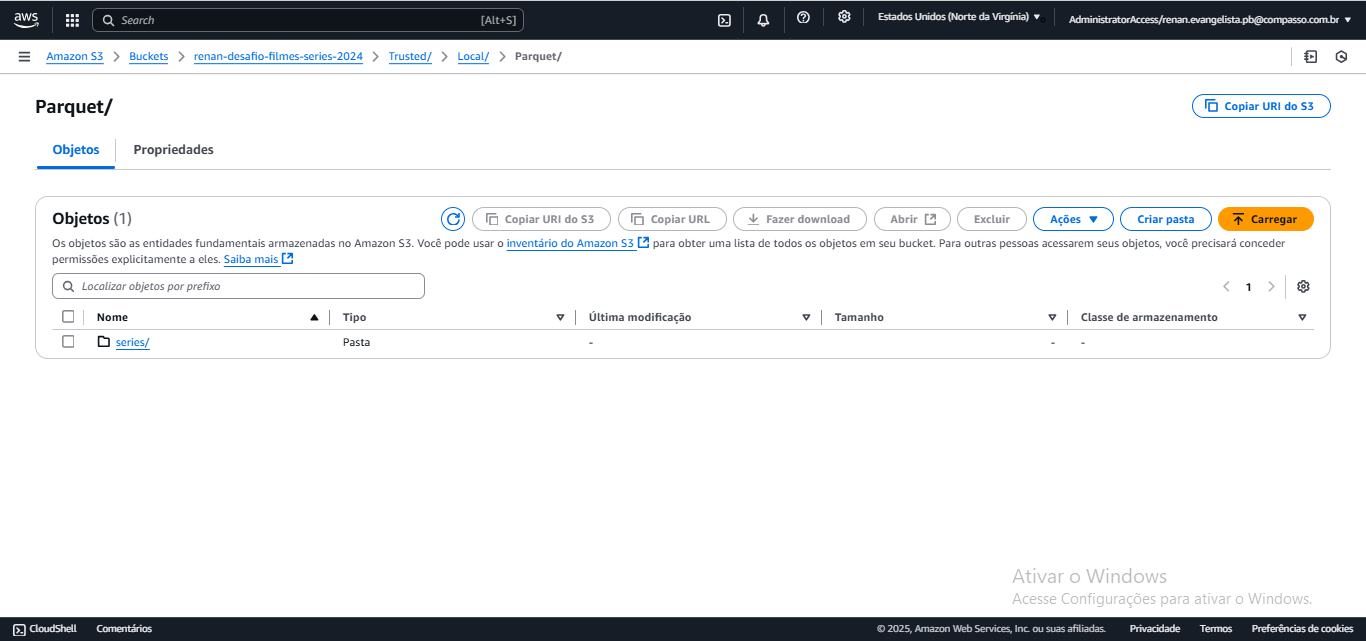 aws Search [Alt+S] Estados Unidos (Norte da Virgínia) AdministratorAccess/renan.evangelista.pb@compasso.com.br
Amazon S3 > Buckets > renan-desafio-filmes-series-2024 > Trusted/ > Local/ > Parquet/
Parquet/ Copiar URI do S3
Objetos Propriedades
Objetos (1) Copiar URI do S3 Copiar URL Fazer download Abrir Excluir Ações Criar pasta Carregar
Os objetos são as entidades fundamentais armazenadas no Amazon S3. Você pode usar o inventário do Amazon S3 para obter uma lista de todos os objetos em seu bucket. Para outras pessoas acessarem seus objetos, você precisará conceder
permissões explicitamente a eles. Saiba mais
Localizar objetos por prefixo 1
Nome Tipo Última modificação Tamanho Classe de armazenamento
series/ Pasta - - -
Ativar o Windows
Acesse Configurações para ativar o Windows.
CloudShell Comentários © 2025, Amazon Web Services, Inc. ou suas afiliadas. Privacidade Termos Preferências de cookies